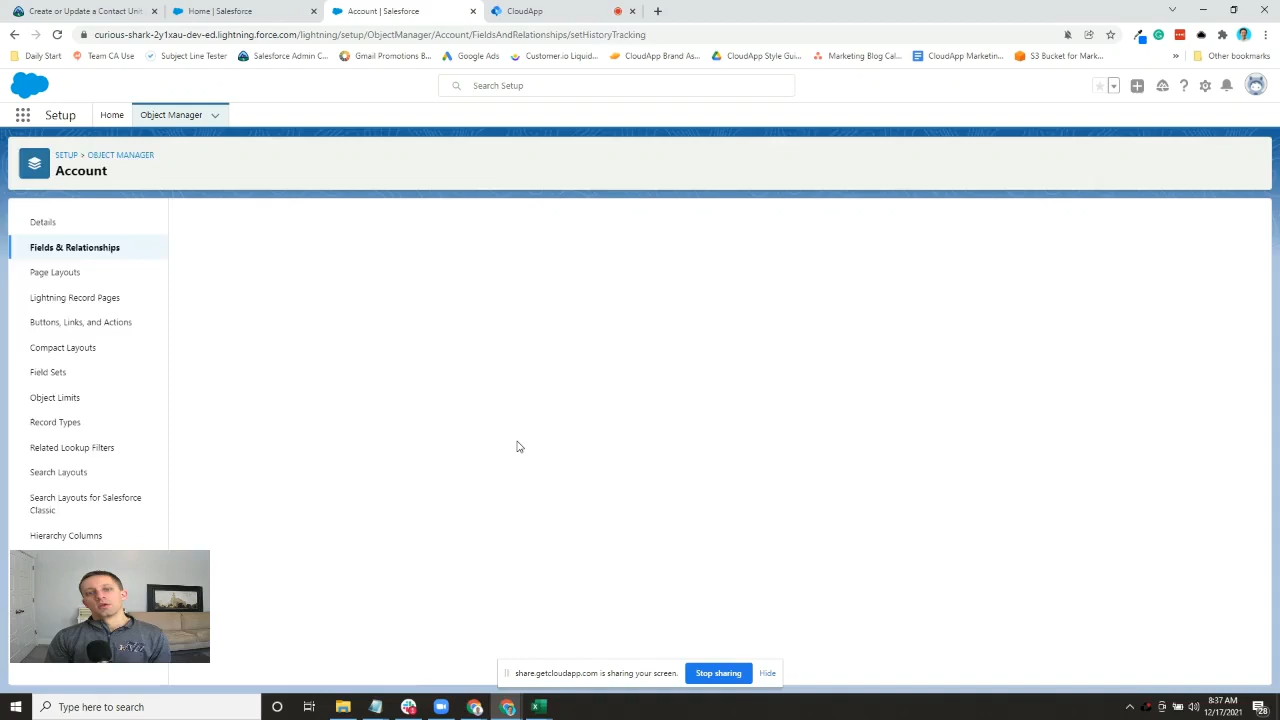 Create or Update a Contact Unit
Home | Salesforce
Account | Salesforce
CloudApp
curious-shark-2y1xau-dev-ed.lightning.force.com/lightning/setup/ObjectManager/Account/FieldsAndRelationships/setHistoryTracking
Daily Start
Team CA Use
Subject Line Tester
Salesforce Admin C...
Gmail Promotions B...
Google Ads
Customer.io Liquid...
CloudApp Brand As...
CloudApp Style Gui...
Marketing Blog Cal...
CloudApp Marketin...
S3 Bucket for Mark...
»
Other bookmarks
Search Setup
Setup
Home
Object Manager
SETUP > OBJECT MANAGER
Account
Details
Fields & Relationships
Page Layouts
Lightning Record Pages
Buttons, Links, and Actions
Compact Layouts
Field Sets
Object Limits
Record Types
Related Lookup Filters
Search Layouts
Search Layouts for Salesforce
Classic
Hierarchy Columns
share.getcloudapp.com is sharing your screen.
Stop sharing
Hide
Type here to search
8:37 AM
12/17/2021
28